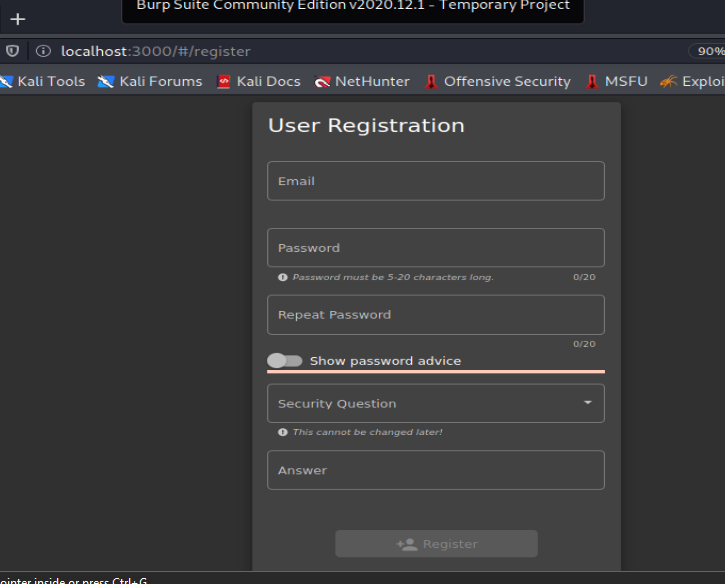 Burp Suite Community Edition v2020.12.1 - Temporary Project
+
localhost:3000/#/register
90%
Kali Tools Kali Forums Kali Docs NetHunter Offensive Security MSFU Exploi
User Registration
Email
Password
Password must be 5-20 characters long. 0/20
Repeat Password
0/20
Show password advice
Security Question
This cannot be changed later!
Answer
Register
ointer inside or press Ctrl+G